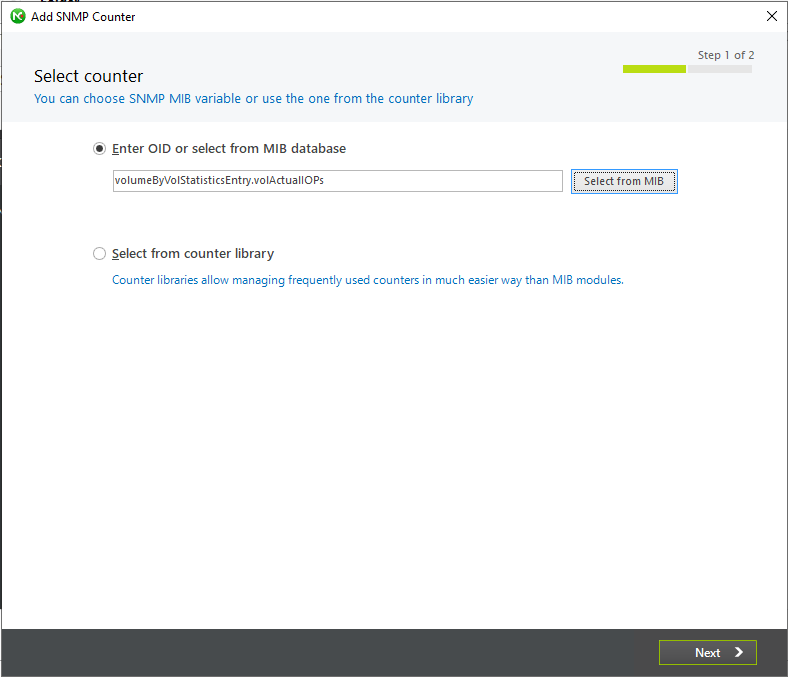 Add SNMP Counter
Step 1 of 2
Select counter
You can choose SNMP MIB variable or use the one from the counter library
Enter OID or select from MIB database
volumeByVolStatisticsEntry.volActualIOPs
Select from MIB
Select from counter library
Counter libraries allow managing frequently used counters in much easier way than MIB modules.
Next